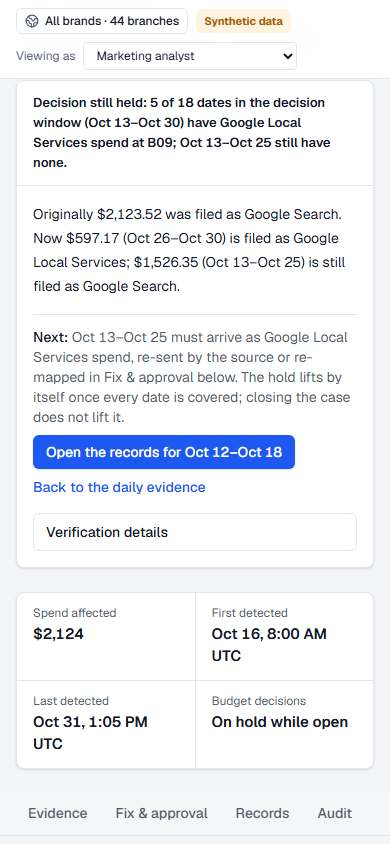 All brands · 44 branches
Synthetic data
Viewing as
Marketing analyst
Decision still held: 5 of 18 dates in the decision
window (Oct 13–Oct 30) have Google Local
Services spend at B09; Oct 13–Oct 25 still have
none.
Originally $2,123.52 was filed as Google Search.
Now $597.17 (Oct 26–Oct 30) is filed as Google
Local Services; $1,526.35 (Oct 13–Oct 25) is still
filed as Google Search.
Next: Oct 13–Oct 25 must arrive as Google Local
Services spend, re-sent by the source or re-
mapped in Fix & approval below. The hold lifts by
itself once every date is covered; closing the case
does not lift it.
Open the records for Oct 12–Oct 18
Back to the daily evidence
Verification details
Spend affected
$2,124
First detected
Oct 16, 8:00 AM
UTC
Last detected
Oct 31, 1:05 PM
UTC
Budget decisions
On hold while open
Evidence
Fix & approval
Records
Audit